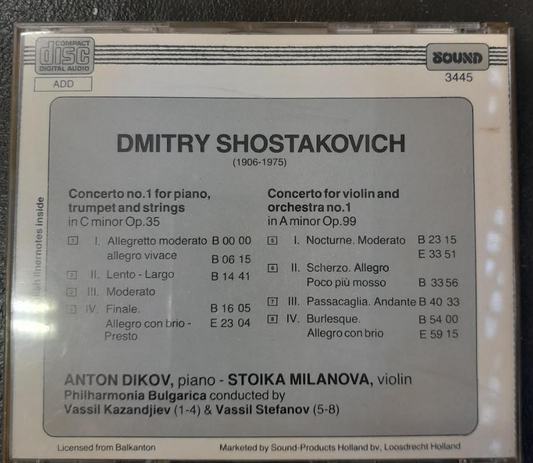 COMPACT
disc
DIGITAL AUDIO
ADD
SOUND
3445
DMITRY SHOSTAKOVICH
(1906-1975)
Concerto no.1 for piano,
trumpet and strings
in C minor Op.35
1 I. Allegretto moderato B 00 00
allegro vivace
B 06 15
2 II. Lento - Largo B 14 41
3 III. Moderato
4 IV. Finale. B 16 05
Allegro con brio - E 23 04
Presto
Concerto for violin and
orchestra no.1
in A minor Op.99
5 I. Nocturne. Moderato B 23 15
E 33 51
6 II. Scherzo. Allegro
Poco più mosso B 33 56
7 III. Passacaglia. Andante B 40 33
8 IV. Burlesque. B 54 00
Allegro con brio E 59 15
ANTON DIKOV, piano - STOIKA MILANOVA, violin
Philharmonia Bulgarica conducted by
Vassil Kazandjiev (1-4) & Vassil Stefanov (5-8)
Licensed from Balkanton
Marketed by Sound-Products Holland bv, Loosdrecht Holland
linernotes inside